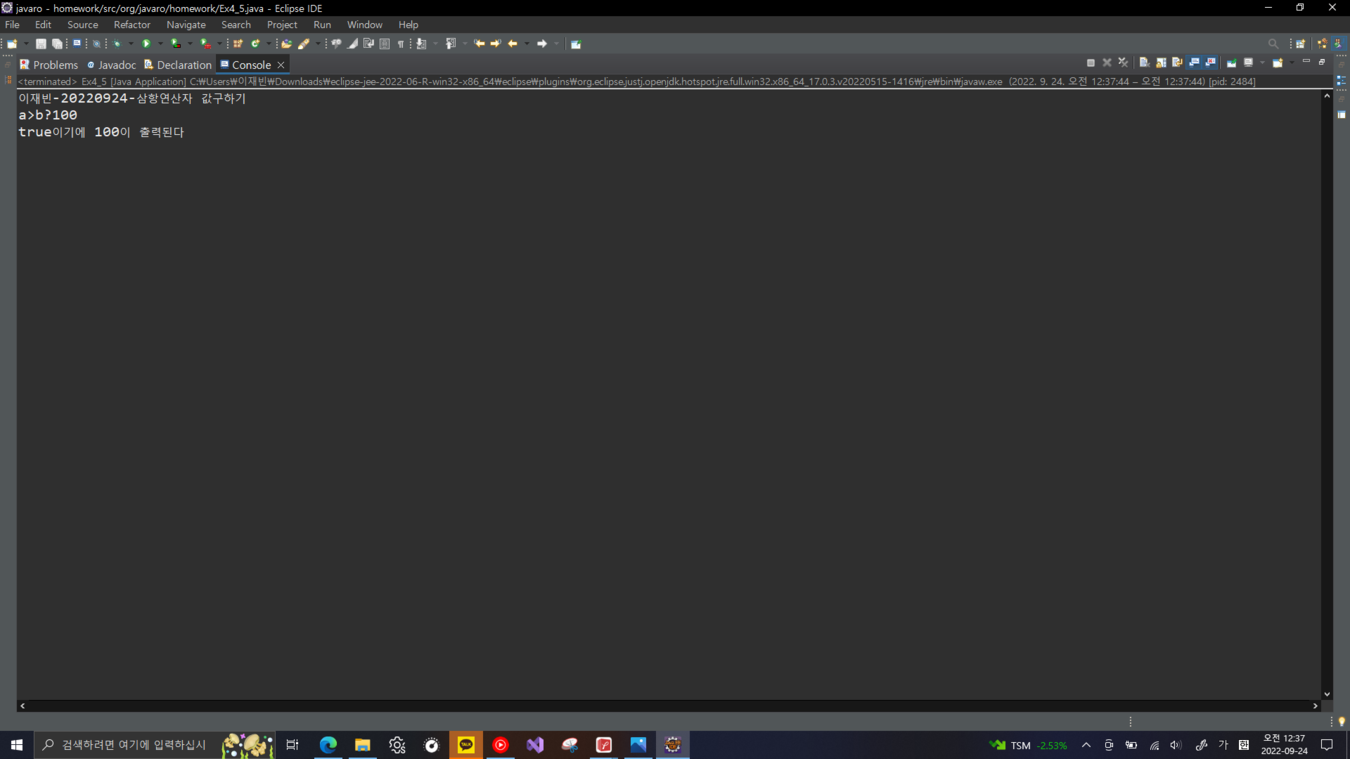 javaro - homework/src/org/javaro/homework/Ex4_5.java - Eclipse IDE
File Edit Source Refactor Navigate Search Project Run Window Help
Problems Javadoc Declaration Console
<terminated> Ex4_5 [Java Application] C:₩Users₩이재빈₩Downloads₩eclipse-jee-2022-06-R-win32-x86_64₩eclipse₩plugins₩org.eclipse.justj.openjdk.hotspot.jre.full.win32.x86_64_17.0.3.v20220515-1416₩jre₩bin₩javaw.exe (2022. 9. 24. 오전 12:37:44 – 오전 12:37:44) [pid: 2484]
이재빈-20220924-삼항연산자 값구하기
a>b?100
true이기에 100이 출력된다
검색하려면 여기에 입력하십시
TALK
TSM -2.53%
가
한
오전 12:37
2022-09-24